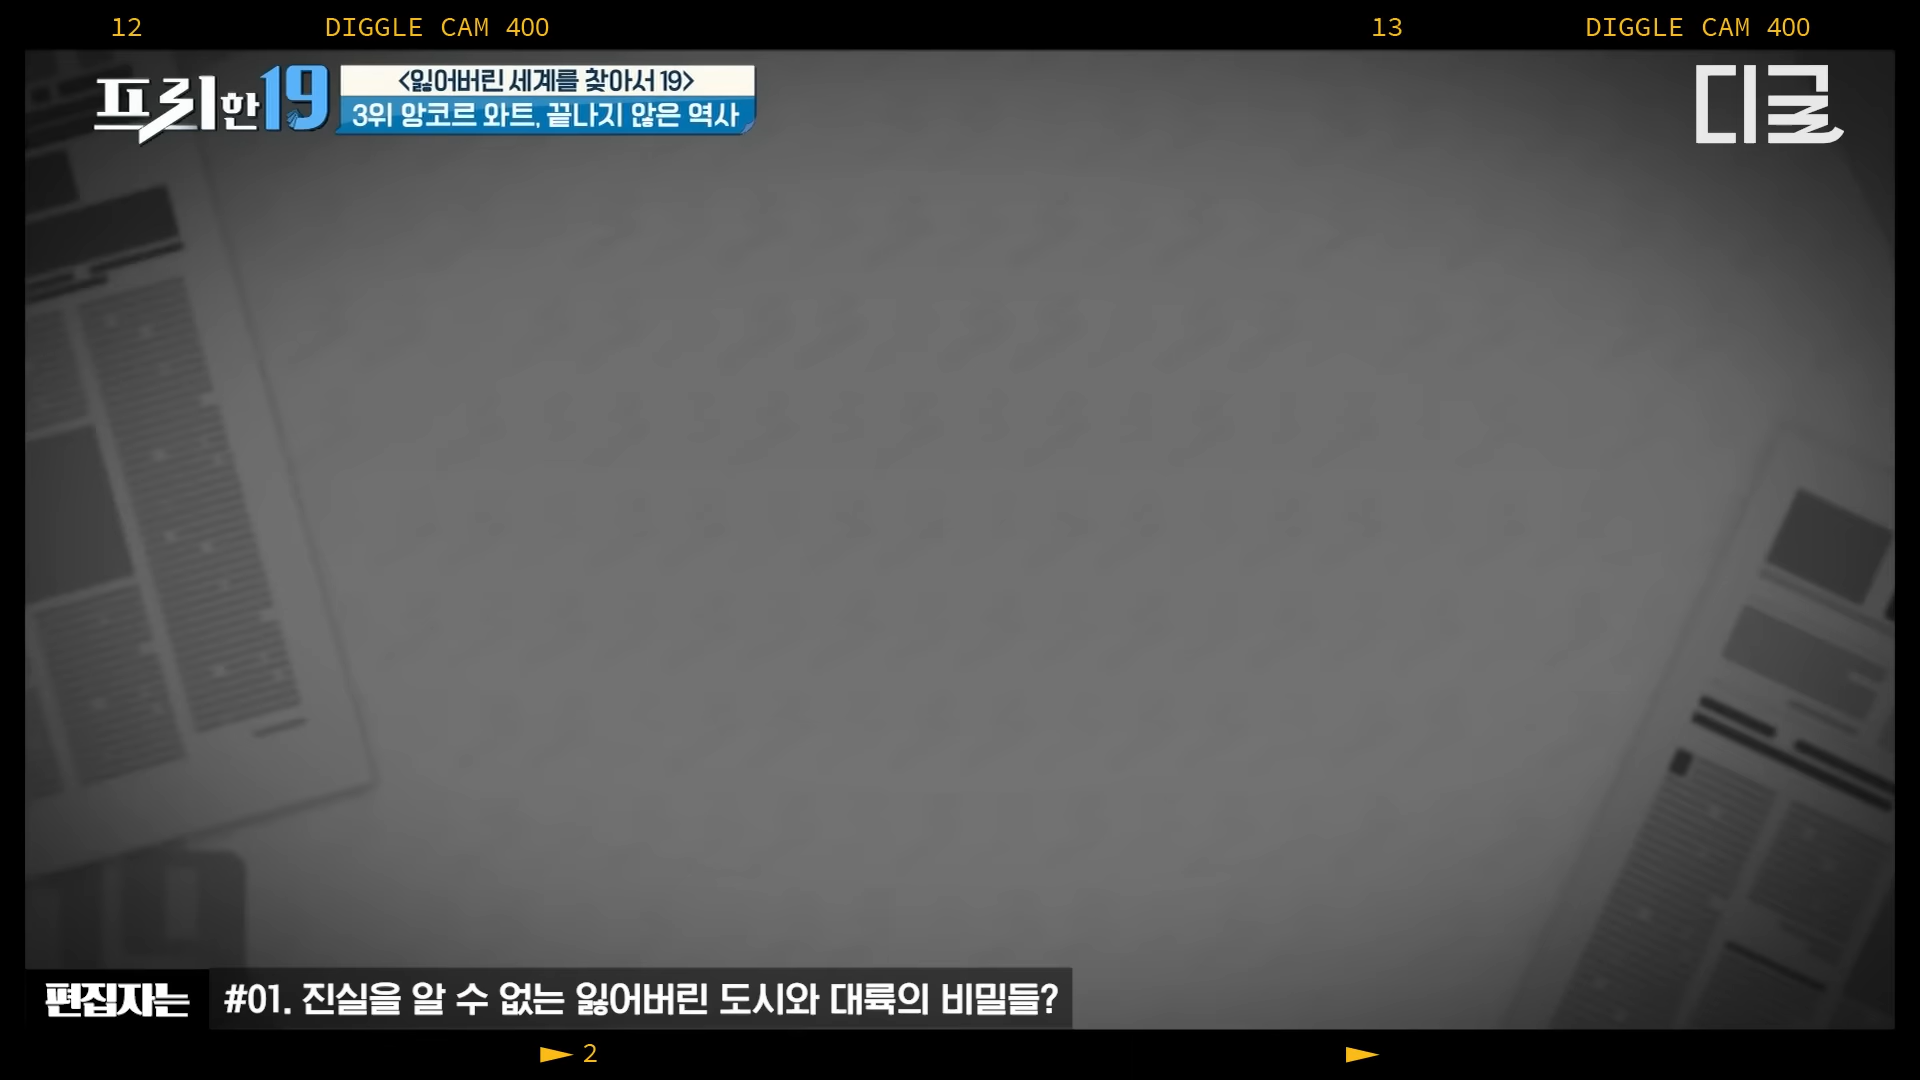 12 DIGGLE CAM 400 13 DIGGLE CAM 400
프리한19
<잃어버린 세계를 찾아서 19>
3위 앙코르 와트, 끝나지 않은 역사
디글
편집자는 #01. 진실을 알 수 없는 잃어버린 도시와 대륙의 비밀들?
2